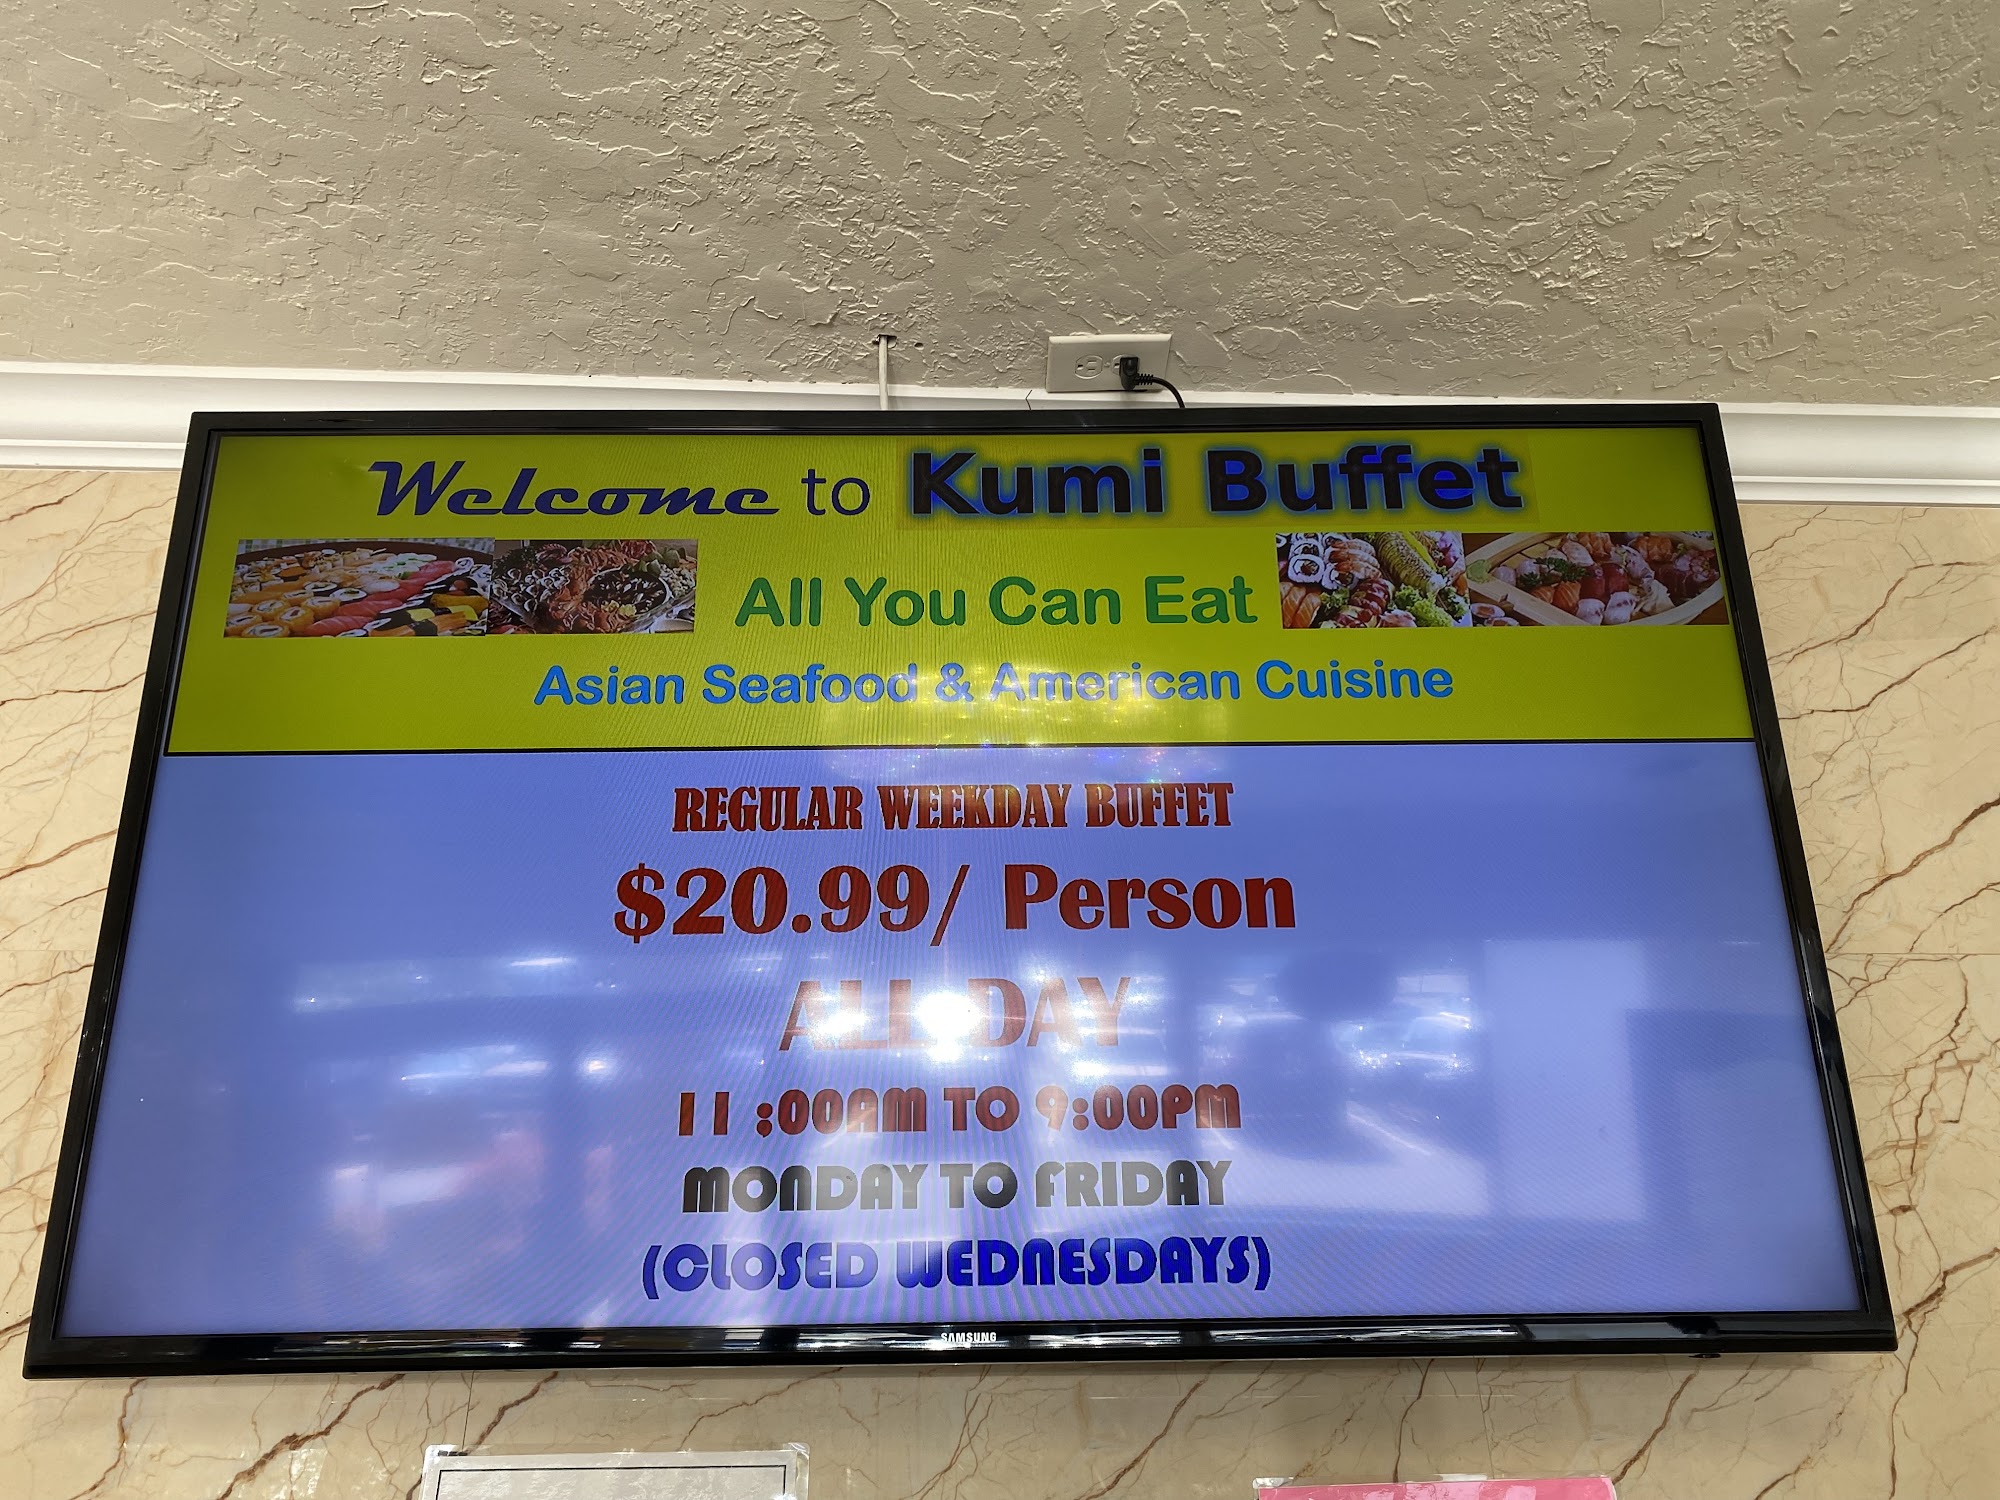 Welcome to Kumi Buffet
All You Can Eat
Asian Seafood & American Cuisine
REGULAR WEEKDAY BUFFET
$20.99/ Person
ALL DAY
11 :00AM TO 9:00PM
MONDAY TO FRIDAY
(CLOSED WEDNESDAYS)
SAMSUNG